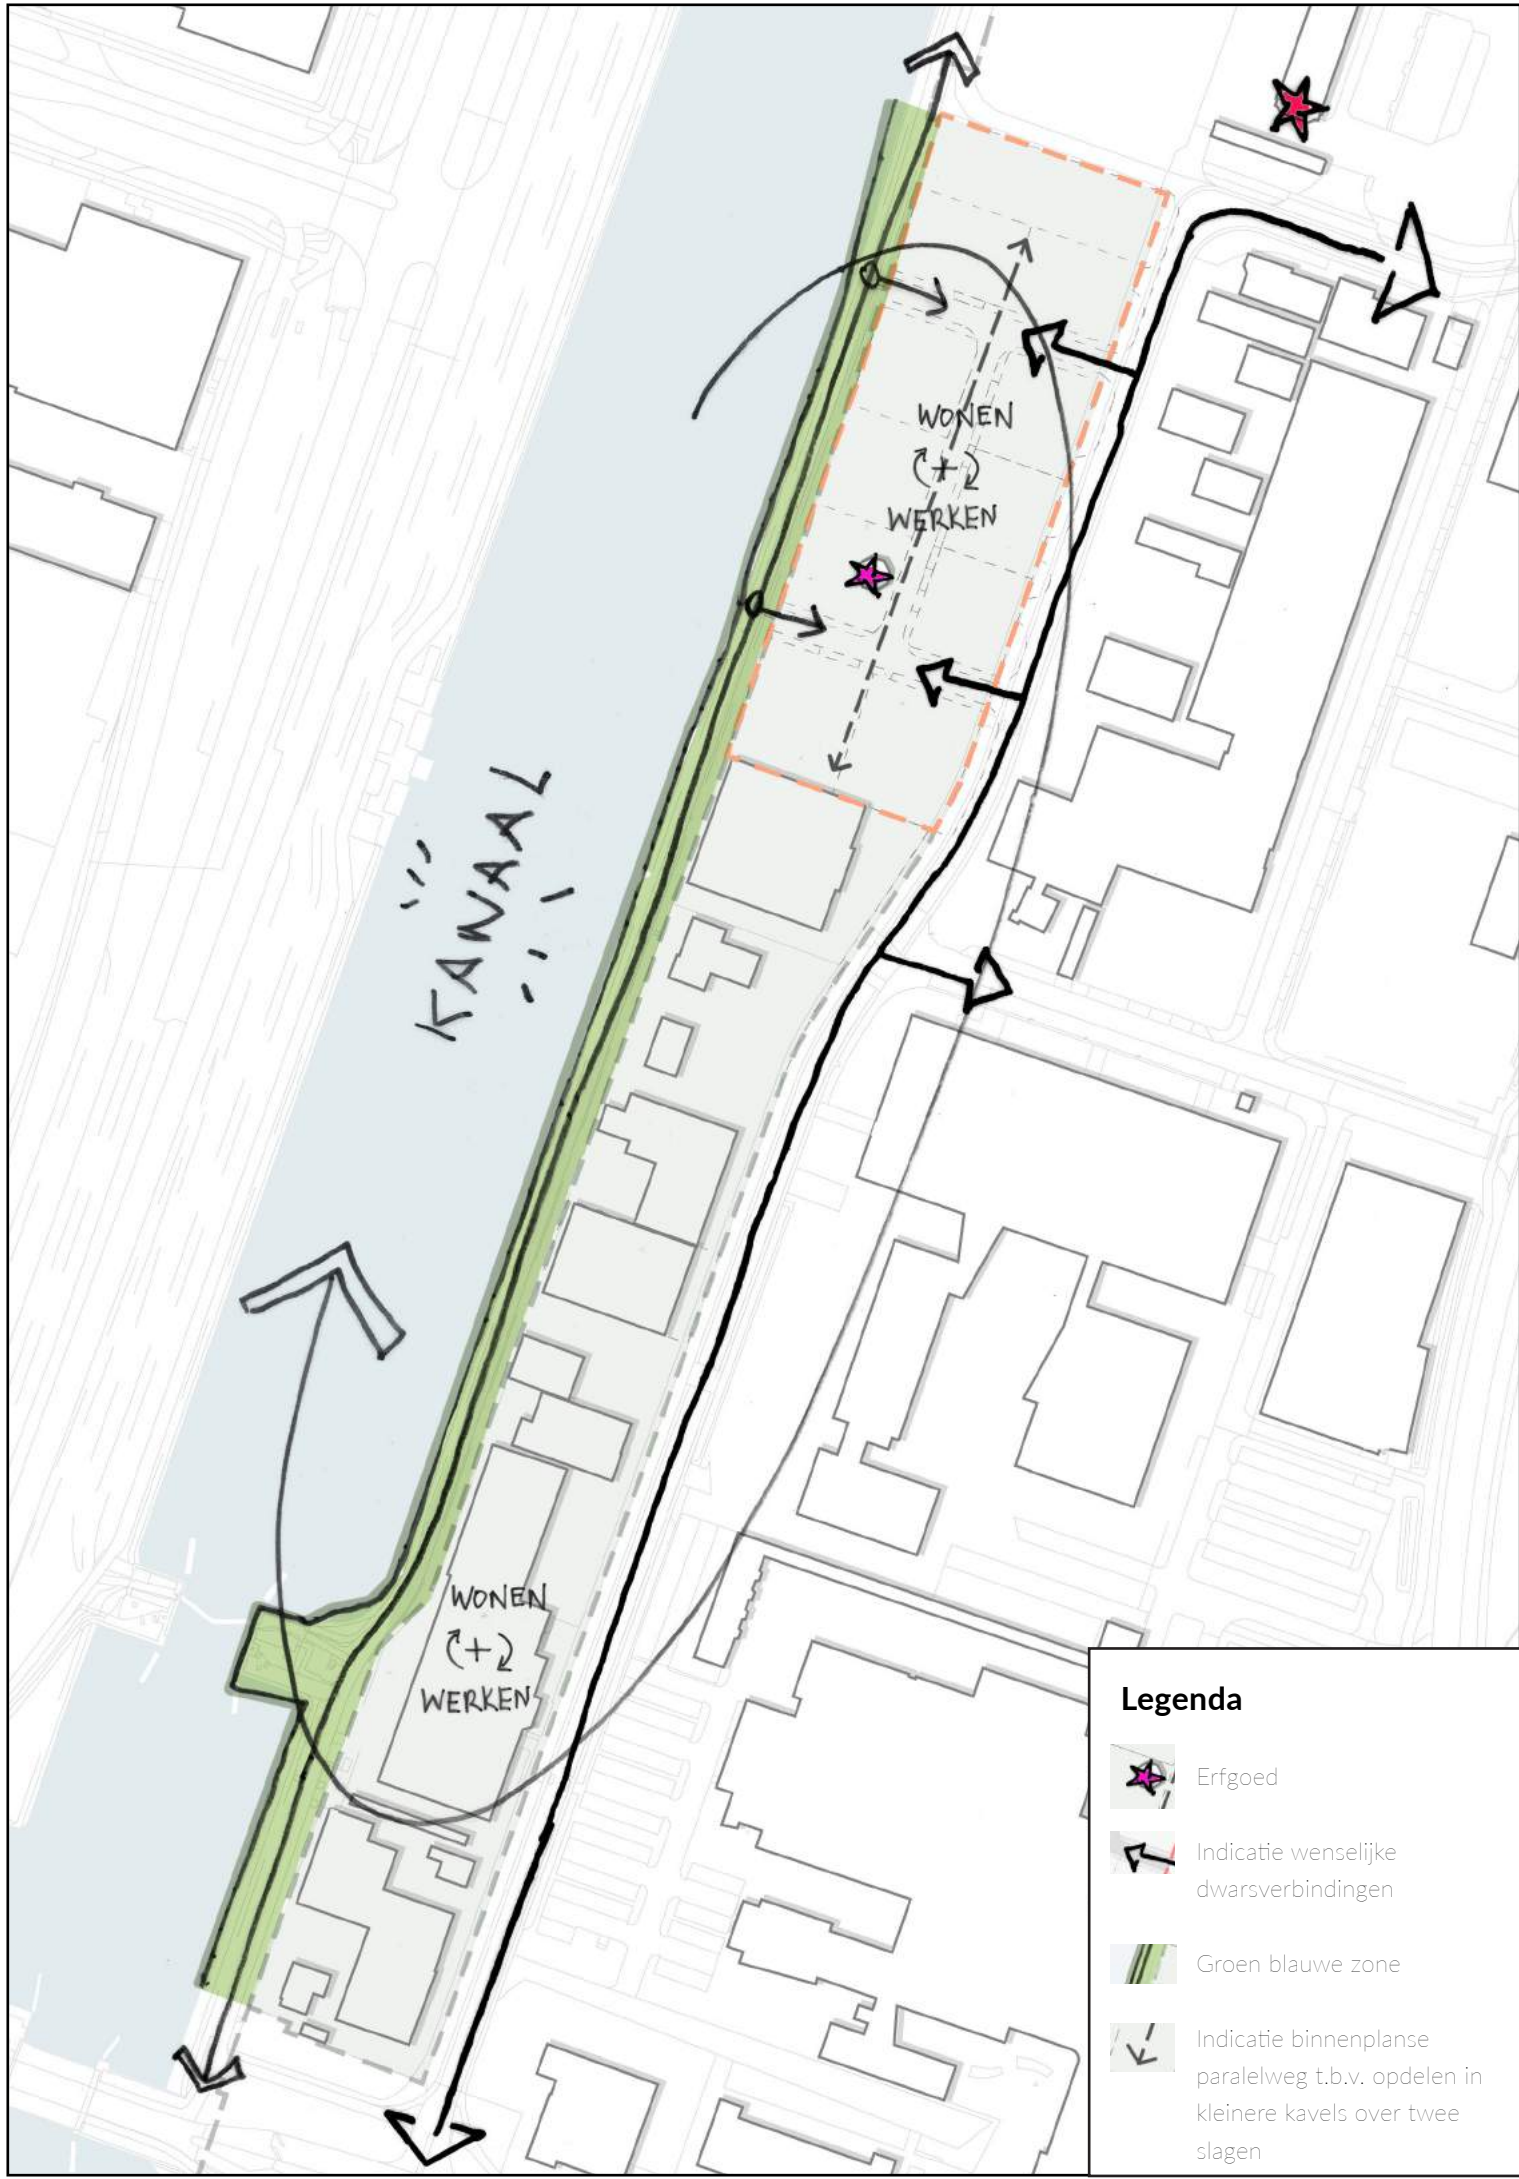 WONEN
+
WERKEN
KANAAL
WONEN
+
WERKEN
Legenda
Erfgoed
Indicatie wenselijke
dwarsverbindingen
Groen blauwe zone
Indicatie binnenplanse
paralelweg t.b.v. opdelen in
kleinere kavels over twee
slagen